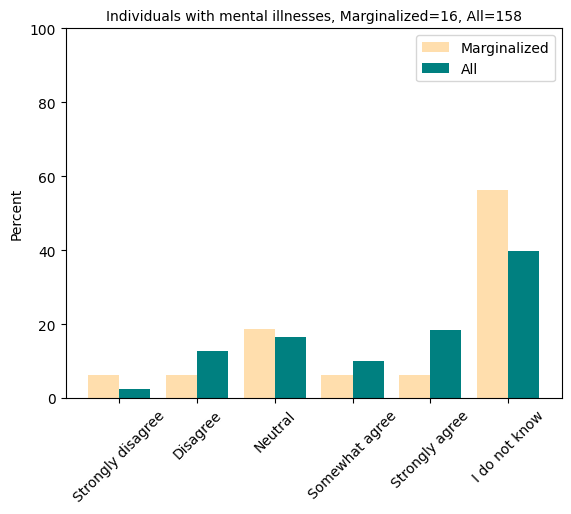 Individuals with mental illnesses, Marginalized=16, All=158
Marginalized
All
Percent
100
80
60
40
20
0
Strongly disagree
Disagree
Neutral
Somewhat agree
Strongly agree
I do not know